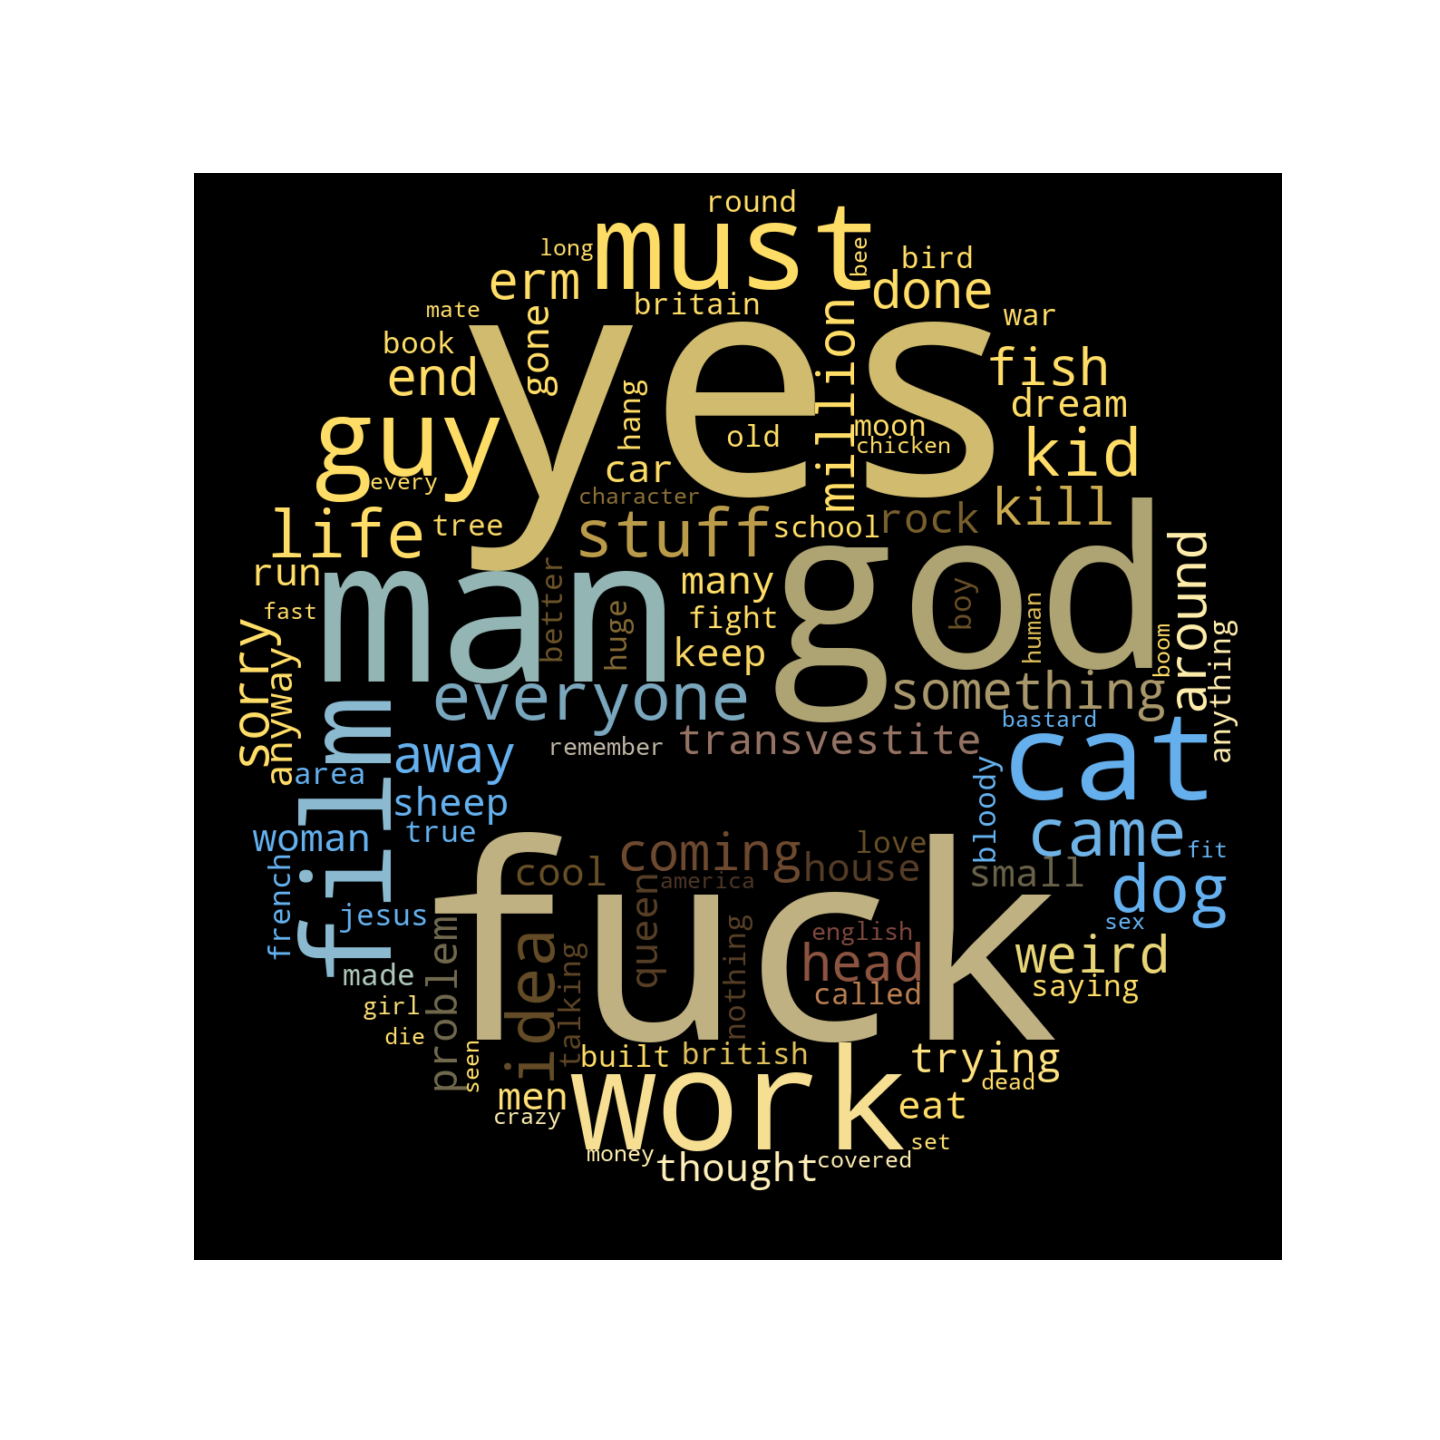 round
must
long
bee
bird
erm
done
britain
mate
million
war
gone
book
yes
end
fish
hang
dream
guy
old
moon
chicken
kid
car
every
character
kill
life
tree
stuff
school
rock
god
run
man
better
many
boy
around
fast
huge
fight
human
boom
sorry
anyway
keep
anything
everyone
something
film
away
remember
transvestite
bastard
cat
area
sheep
bloody
woman
true
coming
love
came
fit
french
cool
america
house
small
dog
jesus
fuck
queen
english
sex
problem
idea
talking
nothing
head
weird
made
called
saying
girl
die
seen
built
british
trying
men
work
dead
crazy
eat
money
thought
covered
set